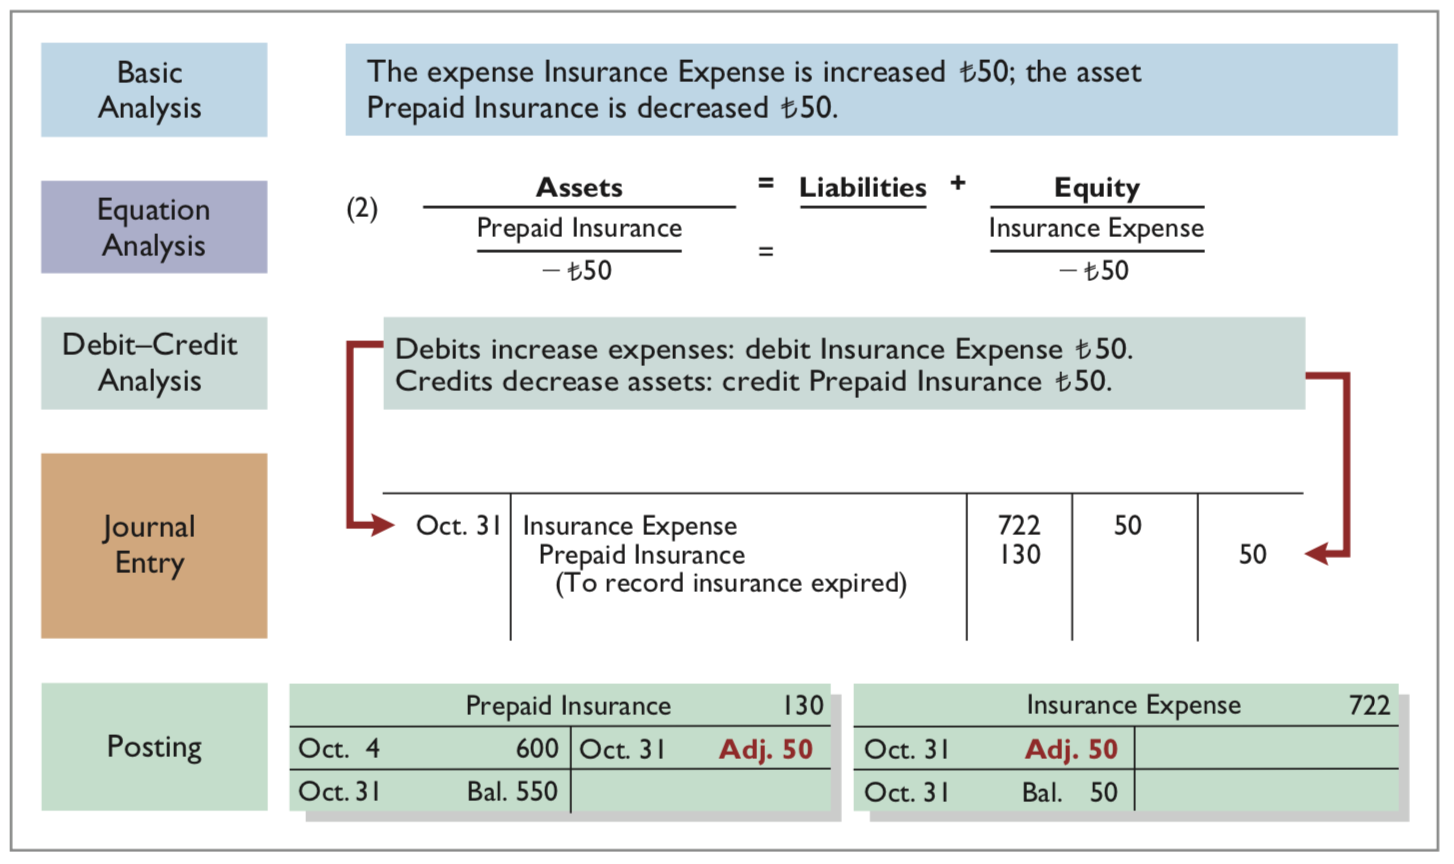 Basic
Analysis
The expense Insurance Expense is increased ₺50; the asset
Prepaid Insurance is decreased ₺50.
Equation
Analysis
(2)
Assets = Liabilities + Equity
Prepaid Insurance = Insurance Expense
−₺50 −₺50
Debit–Credit
Analysis
Debits increase expenses: debit Insurance Expense ₺50.
Credits decrease assets: credit Prepaid Insurance ₺50.
Journal
Entry
Oct. 31 Insurance Expense 722 50
Prepaid Insurance 130 50
(To record insurance expired)
Posting
Prepaid Insurance 130
Oct. 4 600 Oct. 31 Adj. 50
Oct. 31 Bal. 550
Insurance Expense 722
Oct. 31 Adj. 50
Oct. 31 Bal. 50